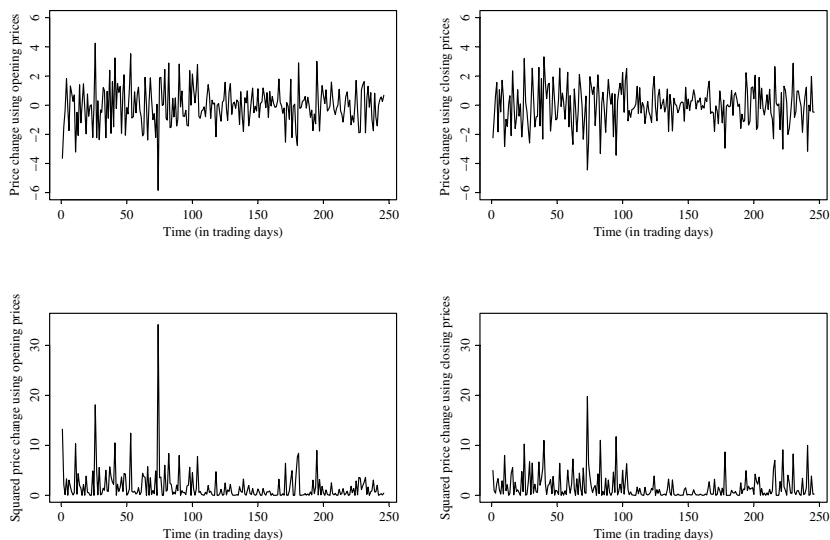 Price change using opening prices
−6 −4 −2 0 2 4 6
0 50 100 150 200 250
Time (in trading days)
Price change using closing prices
−6 −4 −2 0 2 4 6
0 50 100 150 200 250
Time (in trading days)
Squared price change using opening prices
0 10 20 30
0 50 100 150 200 250
Time (in trading days)
Squared price change using closing prices
0 10 20 30
0 50 100 150 200 250
Time (in trading days)